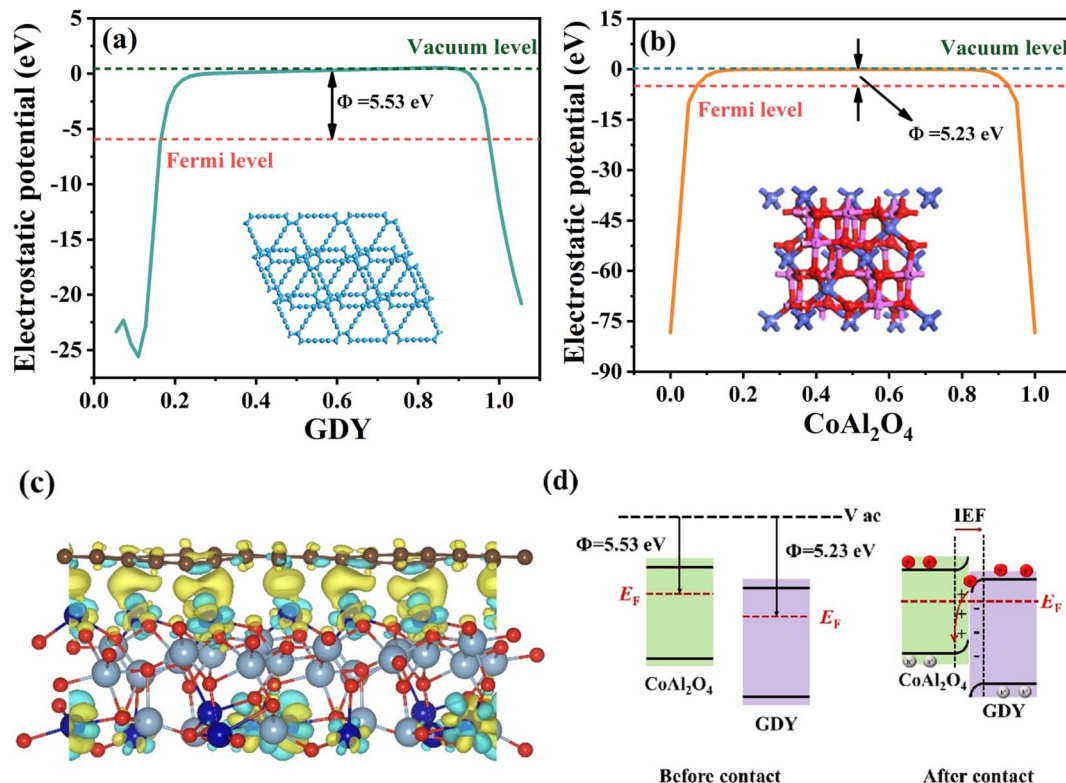 (a)
Electrostatic potential (eV)
5
0
-5
-10
-15
-20
-25
Vacuum level
Φ =5.53 eV
Fermi level
0.0 0.2 0.4 0.6 0.8 1.0
GDY
(b)
Electrostatic potential (eV)
15
0
-15
-30
-45
-60
-75
-90
Vacuum level
Fermi level
Φ =5.23 eV
0.0 0.2 0.4 0.6 0.8 1.0
CoAl₂O₄
(c)
(d)
V ac
Φ=5.53 eV
Φ=5.23 eV
E_F
E_F
CoAl₂O₄
GDY
Before contact
IEF
+
+
+
-
-
-
E_F
CoAl₂O₄
GDY
After contact